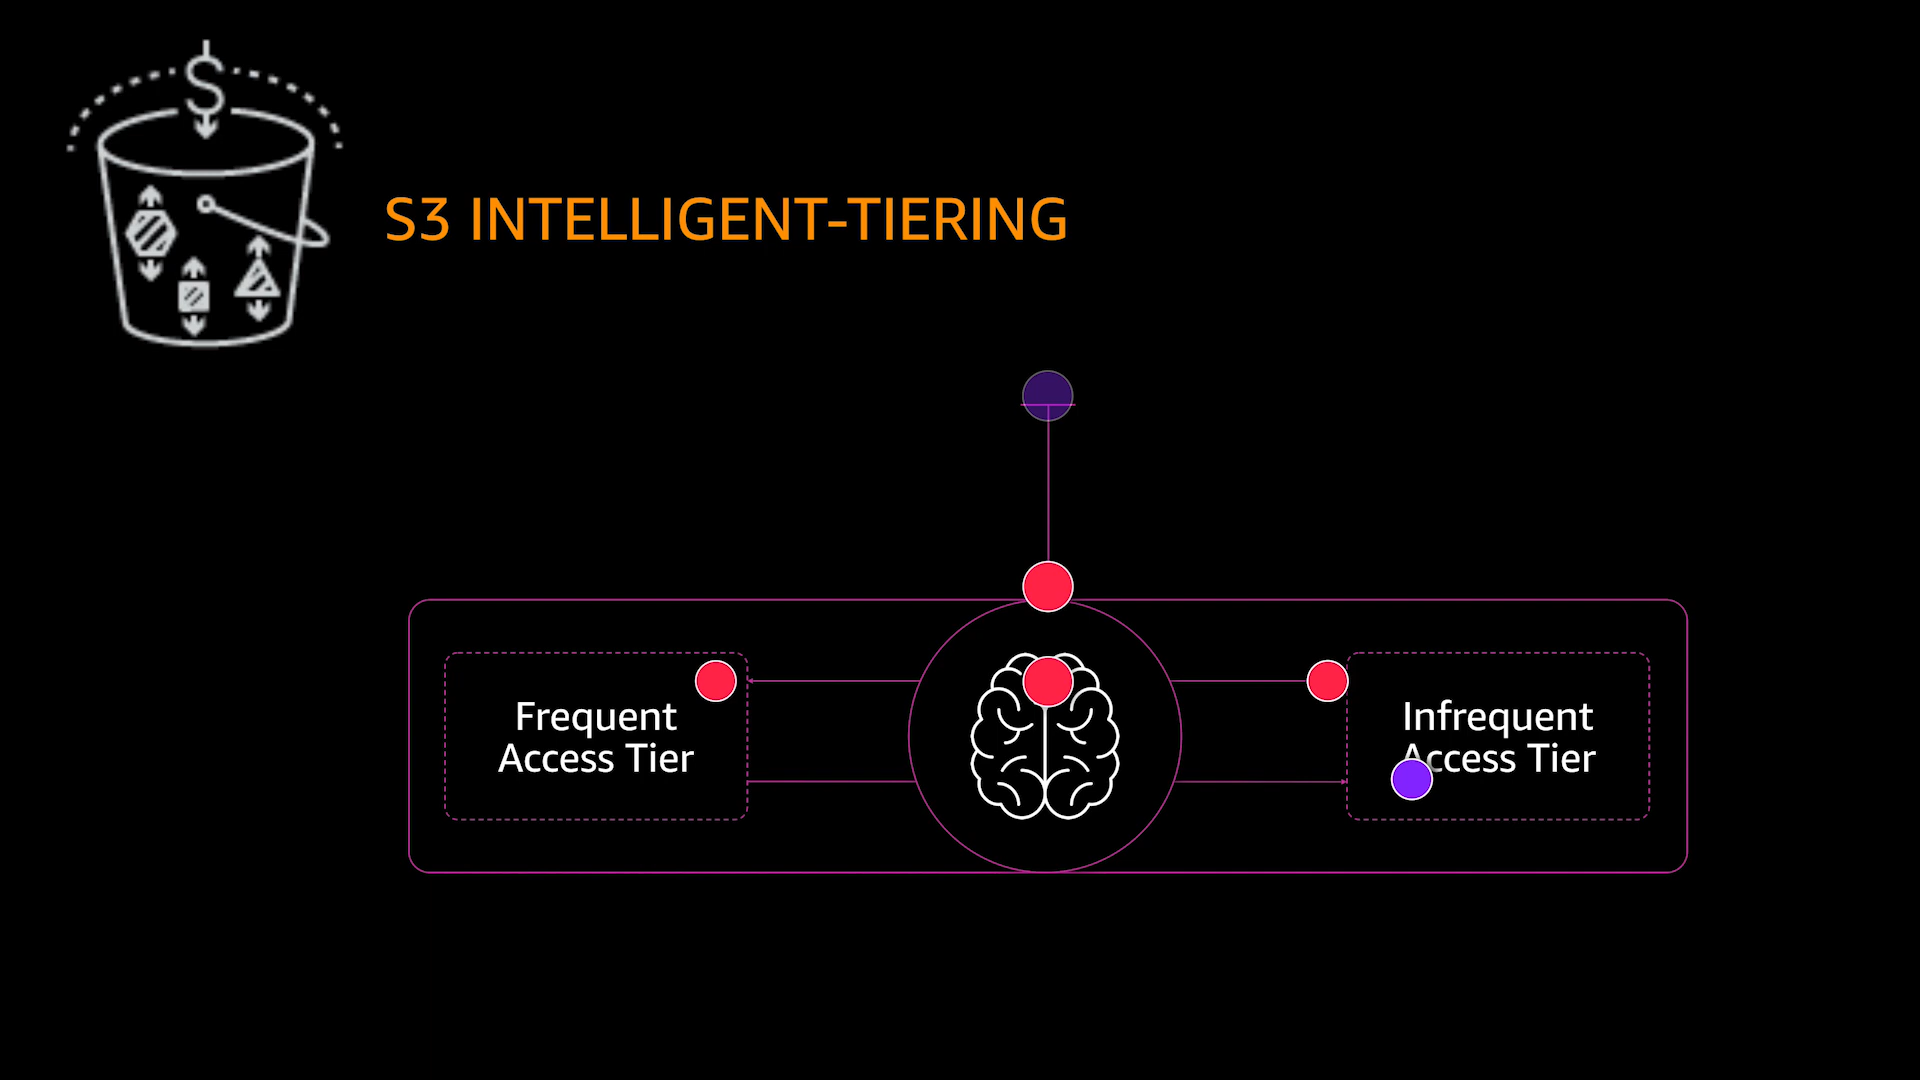 S3 INTELLIGENT-TIERING
Frequent
Access Tier
Infrequent
Access Tier